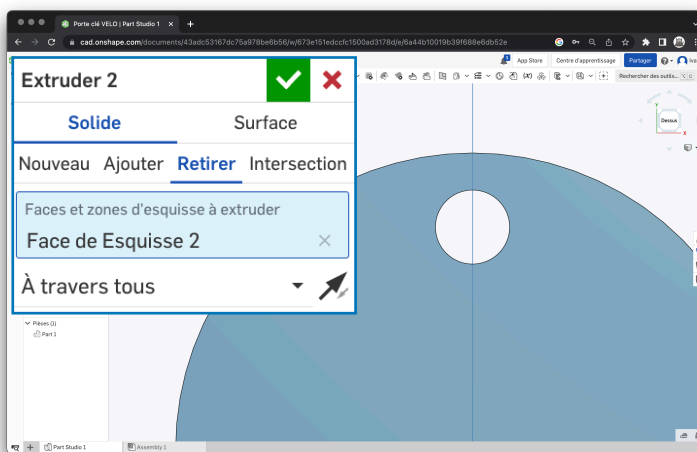 Porte clé VELO | Part Studio 1
cad.onshape.com/documents/43adc53167dc75a978be6b56/w/673e151edccfc1500ad3178d/e/6a44b10019b39f688e6db52e
App Store
Centre d'apprentissage
Partager
Iva
Rechercher des outils...
Extruder 2
Solide Surface
Nouveau Ajouter Retirer Intersection
Faces et zones d'esquisse à extruder
Face de Esquisse 2
À travers tous
Y
Dessus
X
Pièces (1)
Part 1
Part Studio 1
Assembly 1